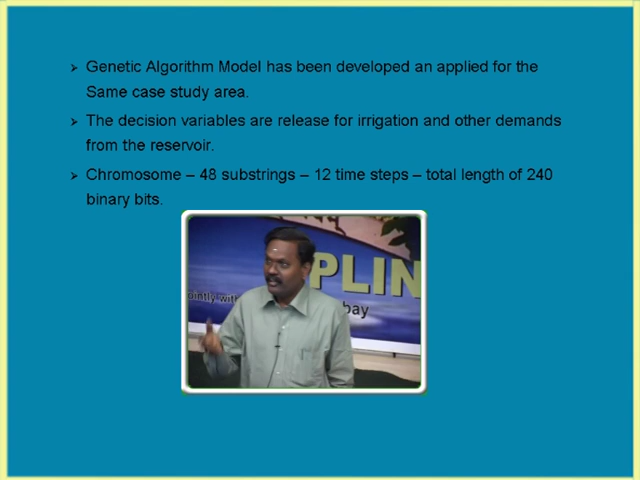 ➢ Genetic Algorithm Model has been developed an applied for the
Same case study area.
➢ The decision variables are release for irrigation and other demands
from the reservoir.
➢ Chromosome – 48 substrings – 12 time steps – total length of 240
binary bits.
PLIN
ointly with
bay